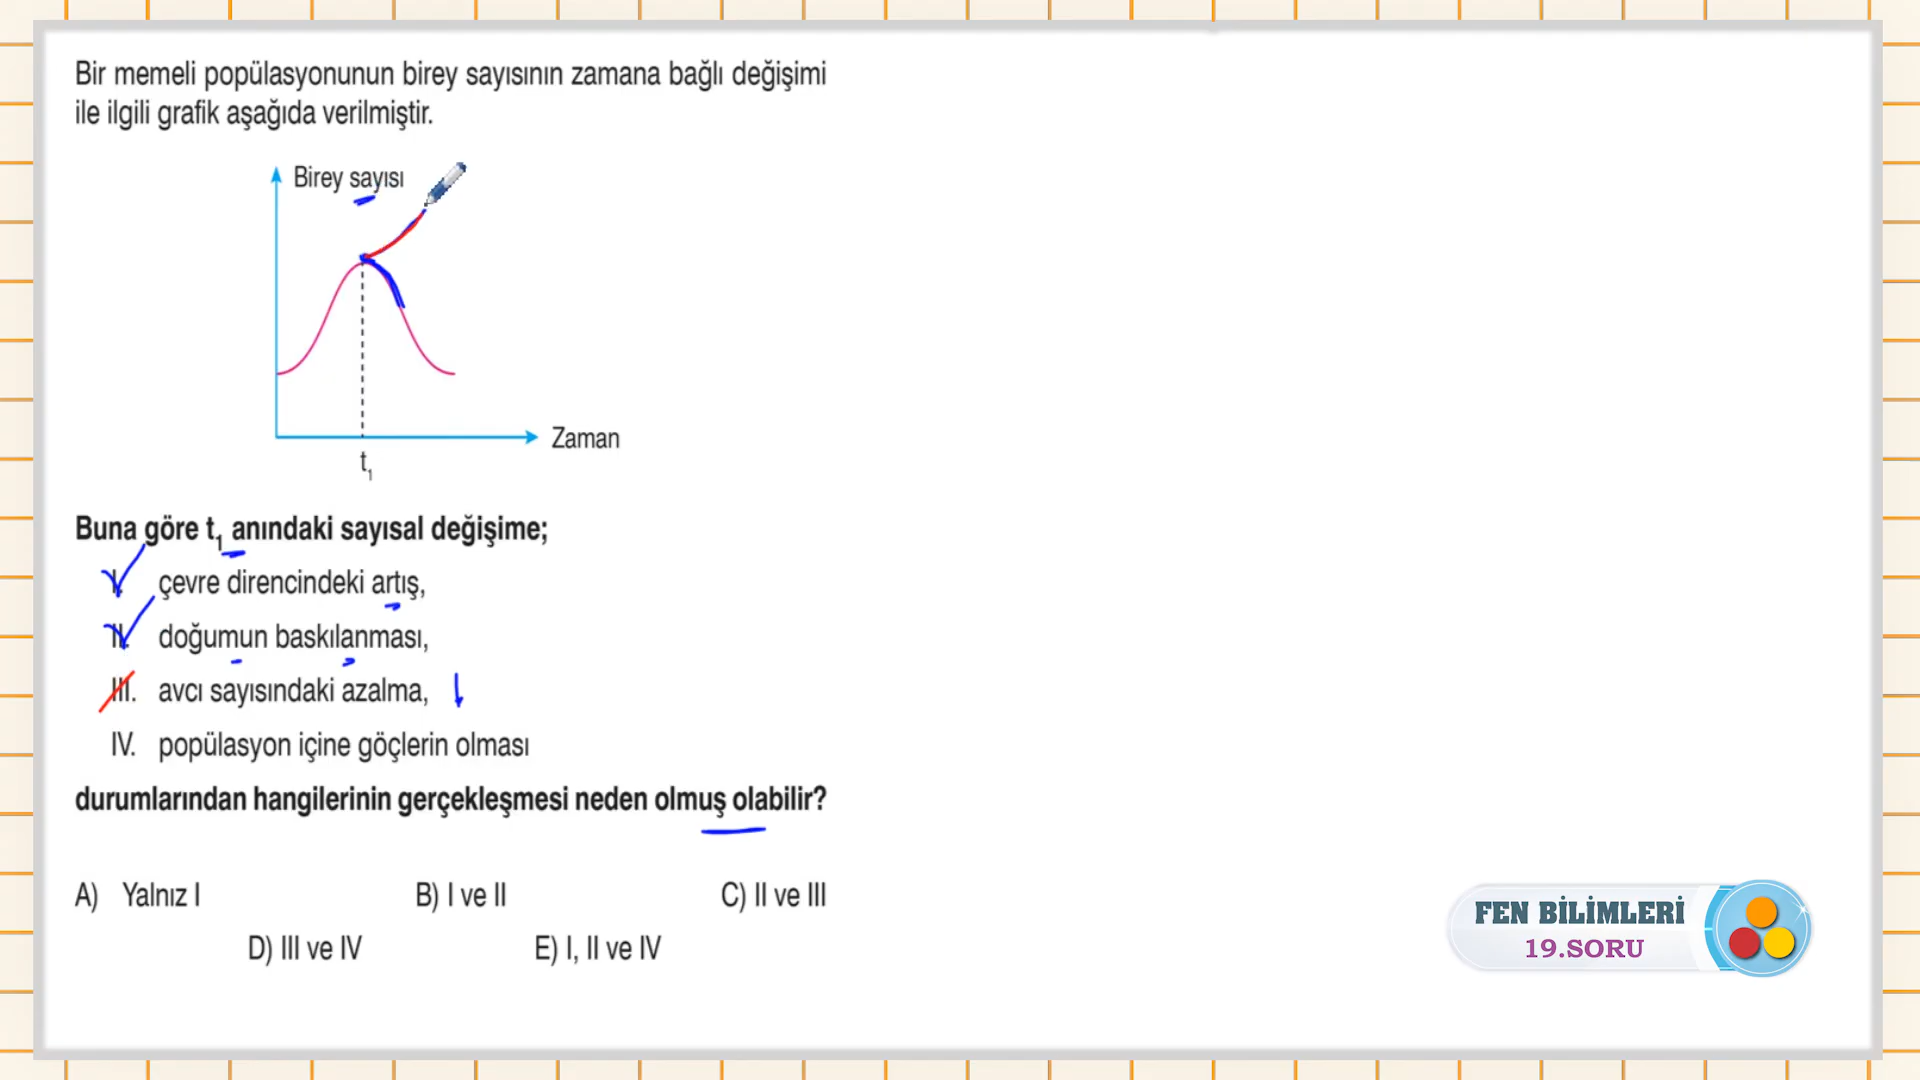 Bir memeli popülasyonunun birey sayısının zamana bağlı değişimi
ile ilgili grafik aşağıda verilmiştir.
Birey sayısı
Zaman
t1
Buna göre t1 anındaki sayısal değişime;
I. çevre direncindeki artış,
II. doğumun baskılanması,
III. avcı sayısındaki azalma,
IV. popülasyon içine göçlerin olması
durumlarından hangilerinin gerçekleşmesi neden olmuş olabilir?
A) Yalnız I B) I ve II C) II ve III
D) III ve IV E) I, II ve IV
FEN BİLİMLERİ
19.SORU